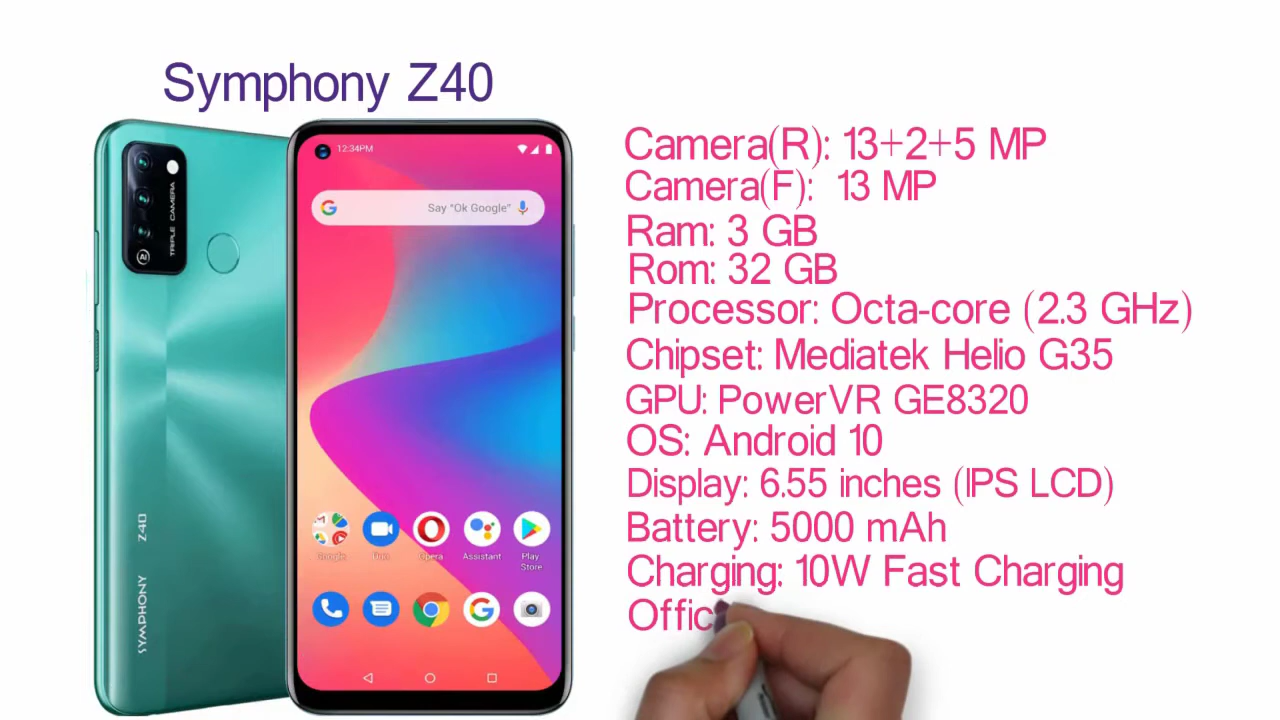 Symphony Z40
Camera(R): 13+2+5 MP
Camera(F): 13 MP
Ram: 3 GB
Rom: 32 GB
Processor: Octa-core (2.3 GHz)
Chipset: Mediatek Helio G35
GPU: PowerVR GE8320
OS: Android 10
Display: 6.55 inches (IPS LCD)
Battery: 5000 mAh
Charging: 10W Fast Charging
Offic
TRIPLE CAMERA
AI
Z40
SYMPHONY
12:34PM
G
Say "Ok Google"
Google Duo Opera Assistant Play
Store
G